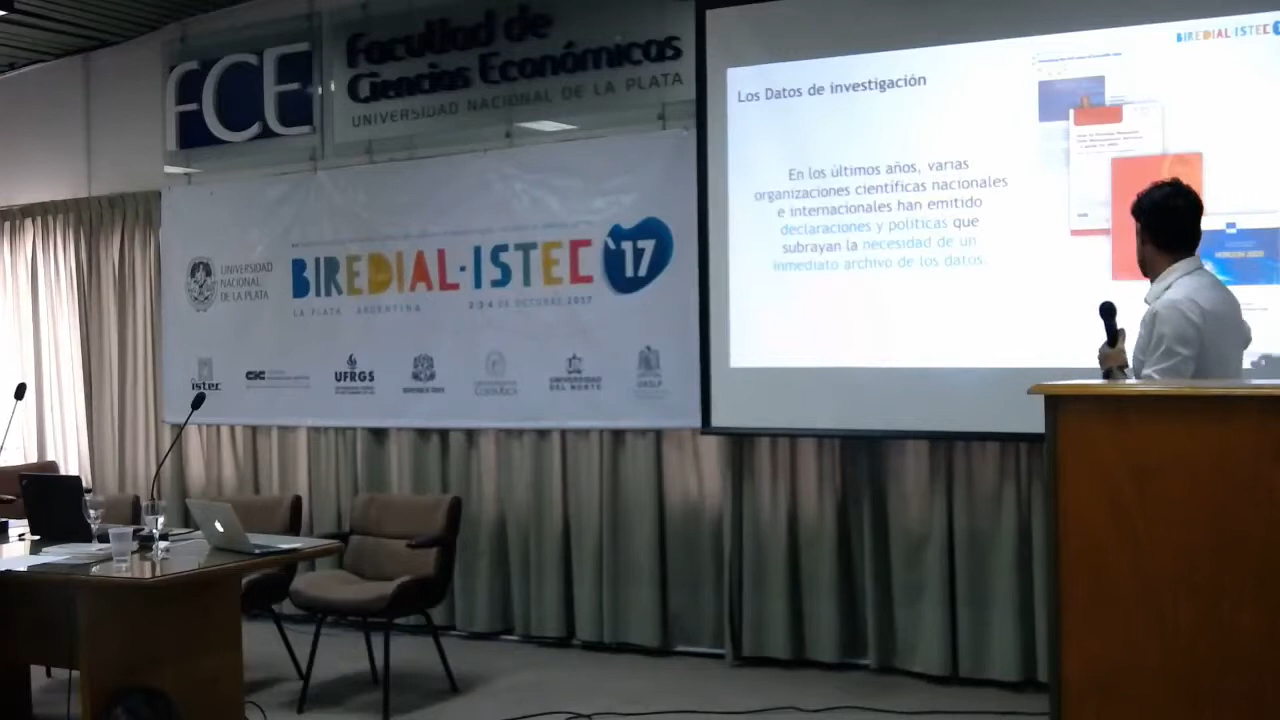 FCE
Facultad de
Ciencias Económicas
UNIVERSIDAD NACIONAL DE LA PLATA
UNIVERSIDAD
NACIONAL
DE LA PLATA
BIREDIAL-ISTEC '17
LA PLATA - ARGENTINA
2-3-4 DE OCTUBRE 2017
istec
CIC
UFRGS
UNIVERSIDAD
DEL NORTE
UASLP
BIREDIAL-ISTEC
Los Datos de investigación
En los últimos años, varias
organizaciones científicas nacionales
e internacionales han emitido
declaraciones y políticas que
subrayan la necesidad de un
inmediato archivo de los datos.
HORIZON 2020